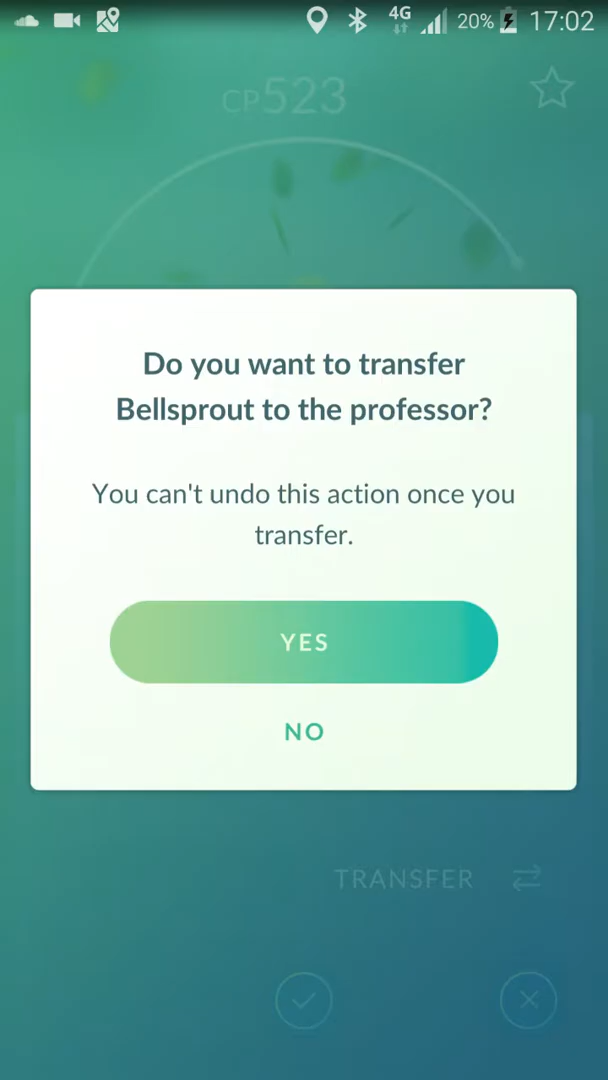 4G 20% 17:02
CP523
Do you want to transfer
Bellsprout to the professor?
You can't undo this action once you
transfer.
YES
NO
TRANSFER